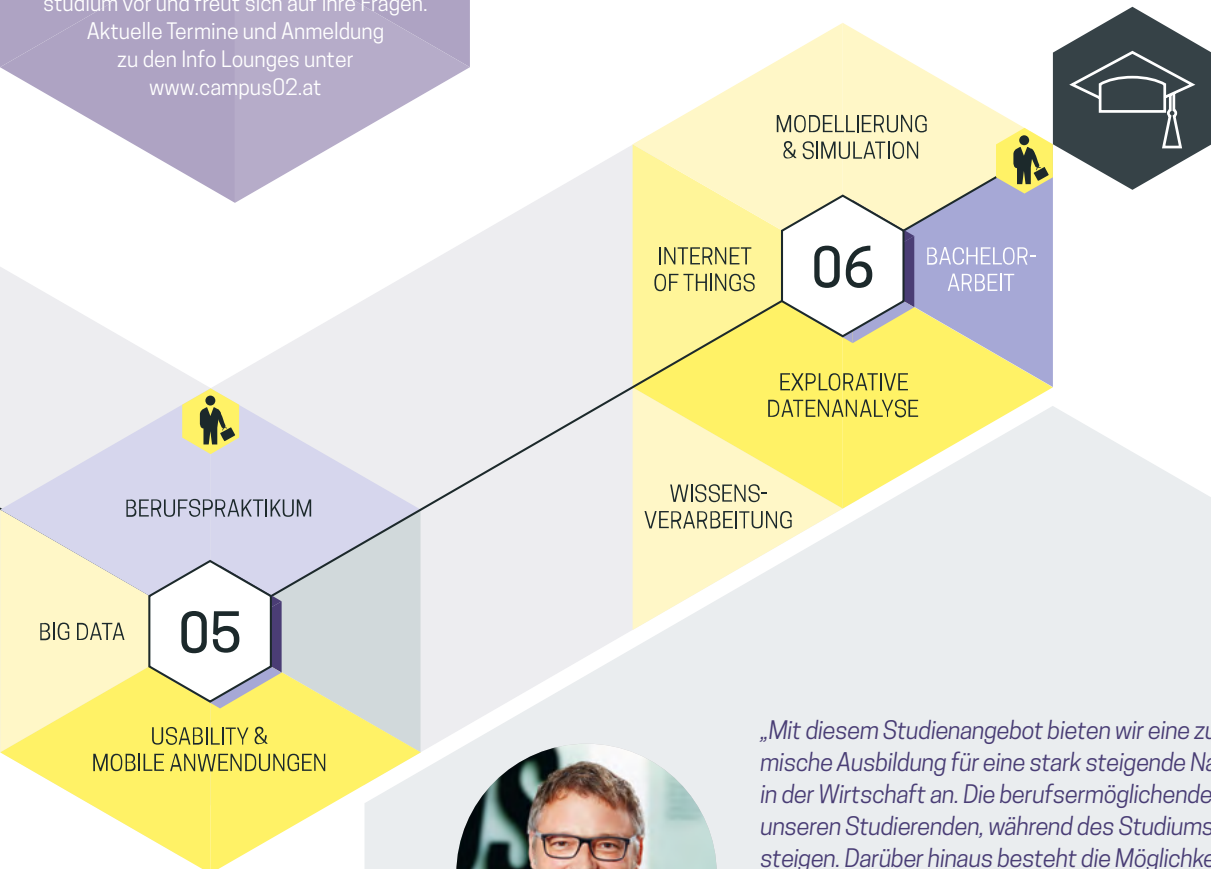 studium vor und freut sich auf Ihre Fragen.
Aktuelle Termine und Anmeldung
zu den Info Lounges unter
www.campus02.at
MODELLIERUNG
& SIMULATION
INTERNET
OF THINGS
06
BACHELOR-
ARBEIT
EXPLORATIVE
DATENANALYSE
WISSENS-
VERARBEITUNG
BERUFSPRAKTIKUM
BIG DATA
05
USABILITY &
MOBILE ANWENDUNGEN
„Mit diesem Studienangebot bieten wir eine
mische Ausbildung für eine stark steigende
in der Wirtschaft an. Die berufsermöglichende
unseren Studierenden, während des Studiums
steigen. Darüber hinaus besteht die